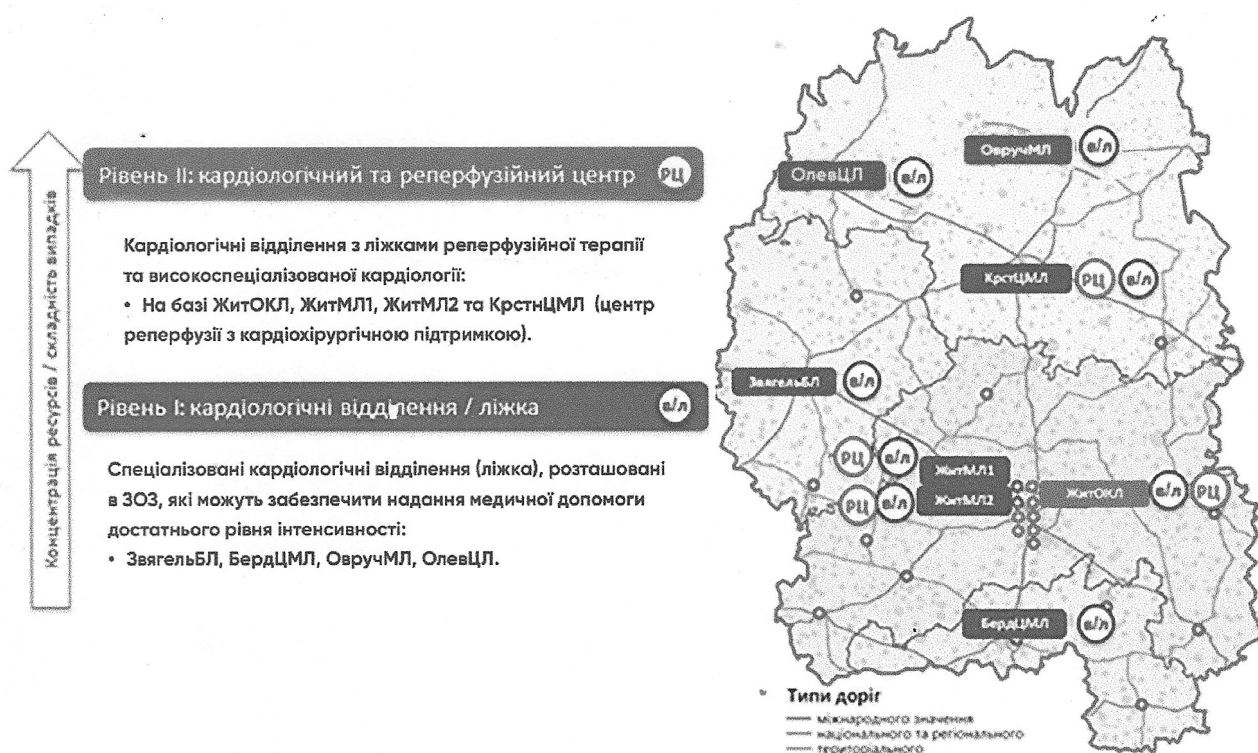 Концентрація ресурсів / складність випадків
Рівень II: кардіологічний та реперфузійний центр РЦ
Кардіологічні відділення з ліжками реперфузійної терапії
та високоспеціалізованої кардіології:
• На базі ЖитОКЛ, ЖитМЛ1, ЖитМЛ2 та КрстнЦМЛ (центр
реперфузії з кардіохірургічною підтримкою).
Рівень I: кардіологічні відділення / ліжка в/л
Спеціалізовані кардіологічні відділення (ліжка), розташовані
в ЗОЗ, які можуть забезпечити надання медичної допомоги
достатнього рівня інтенсивності:
• ЗвягельБЛ, БердЦМЛ, ОвручМЛ, ОлевЦЛ.
ОвручМЛ в/л
ОлевЦЛ в/л
КрстЦМЛ РЦ в/л
ЗвягельБЛ в/л
РЦ в/л ЖитМЛ1
РЦ в/л ЖитМЛ2
ЖитОКЛ в/л РЦ
БердЦМЛ в/л
Типи доріг
міжнародного значення
національного та регіонального
територіального